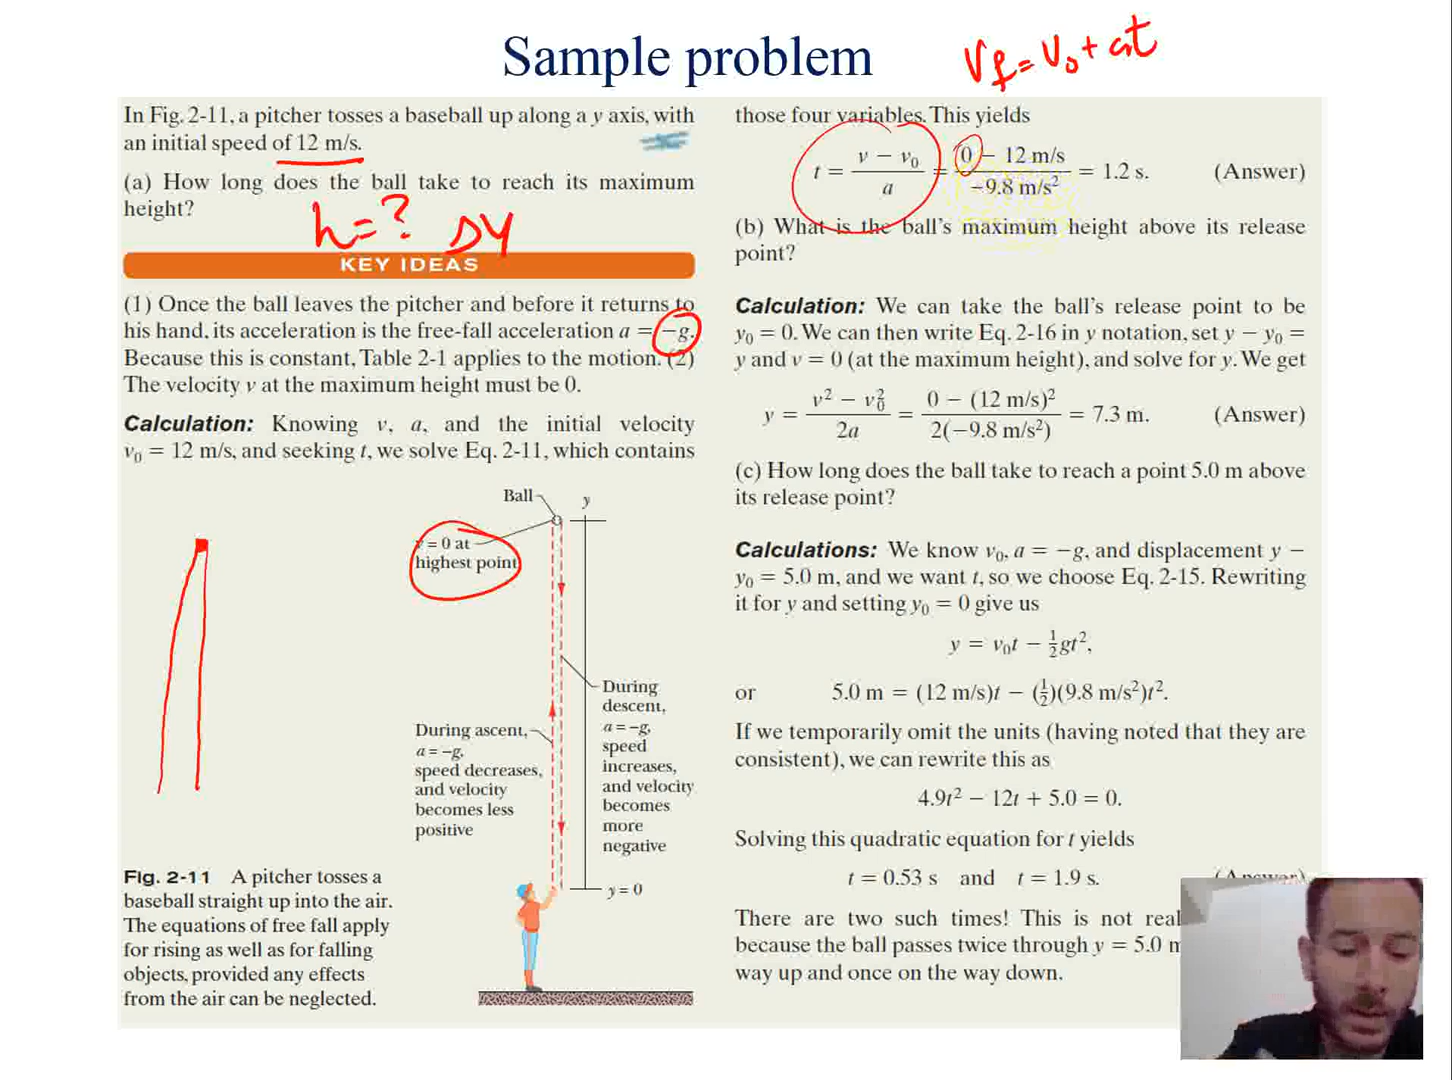 Sample problem
v_f = v_0 + at
In Fig. 2-11, a pitcher tosses a baseball up along a y axis, with
an initial speed of 12 m/s.
(a) How long does the ball take to reach its maximum
height?
h = ? Δy
KEY IDEAS
(1) Once the ball leaves the pitcher and before it returns to
his hand, its acceleration is the free-fall acceleration a = −g.
Because this is constant, Table 2-1 applies to the motion. (2)
The velocity v at the maximum height must be 0.
Calculation: Knowing v, a, and the initial velocity
v₀ = 12 m/s, and seeking t, we solve Eq. 2-11, which contains
Ball
y
v = 0 at
highest point
During
descent,
a = −g,
speed
increases,
and velocity
becomes
more
negative
During ascent,
a = −g,
speed decreases,
and velocity
becomes less
positive
y = 0
Fig. 2-11 A pitcher tosses a
baseball straight up into the air.
The equations of free fall apply
for rising as well as for falling
objects, provided any effects
from the air can be neglected.
those four variables. This yields
t = (v − v₀)/a = (0 − 12 m/s)/(−9.8 m/s²) = 1.2 s. (Answer)
(b) What is the ball's maximum height above its release
point?
Calculation: We can take the ball's release point to be
y₀ = 0. We can then write Eq. 2-16 in y notation, set y − y₀ =
y and v = 0 (at the maximum height), and solve for y. We get
y = (v² − v₀²)/2a = (0 − (12 m/s)²)/(2(−9.8 m/s²)) = 7.3 m. (Answer)
(c) How long does the ball take to reach a point 5.0 m above
its release point?
Calculations: We know v₀, a = −g, and displacement y −
y₀ = 5.0 m, and we want t, so we choose Eq. 2-15. Rewriting
it for y and setting y₀ = 0 give us
y = v₀t − ½gt²,
or 5.0 m = (12 m/s)t − (½)(9.8 m/s²)t².
If we temporarily omit the units (having noted that they are
consistent), we can rewrite this as
4.9t² − 12t + 5.0 = 0.
Solving this quadratic equation for t yields
t = 0.53 s and t = 1.9 s.
There are two such times! This is not
because the ball passes twice through y = 5.0
way up and once on the way down.